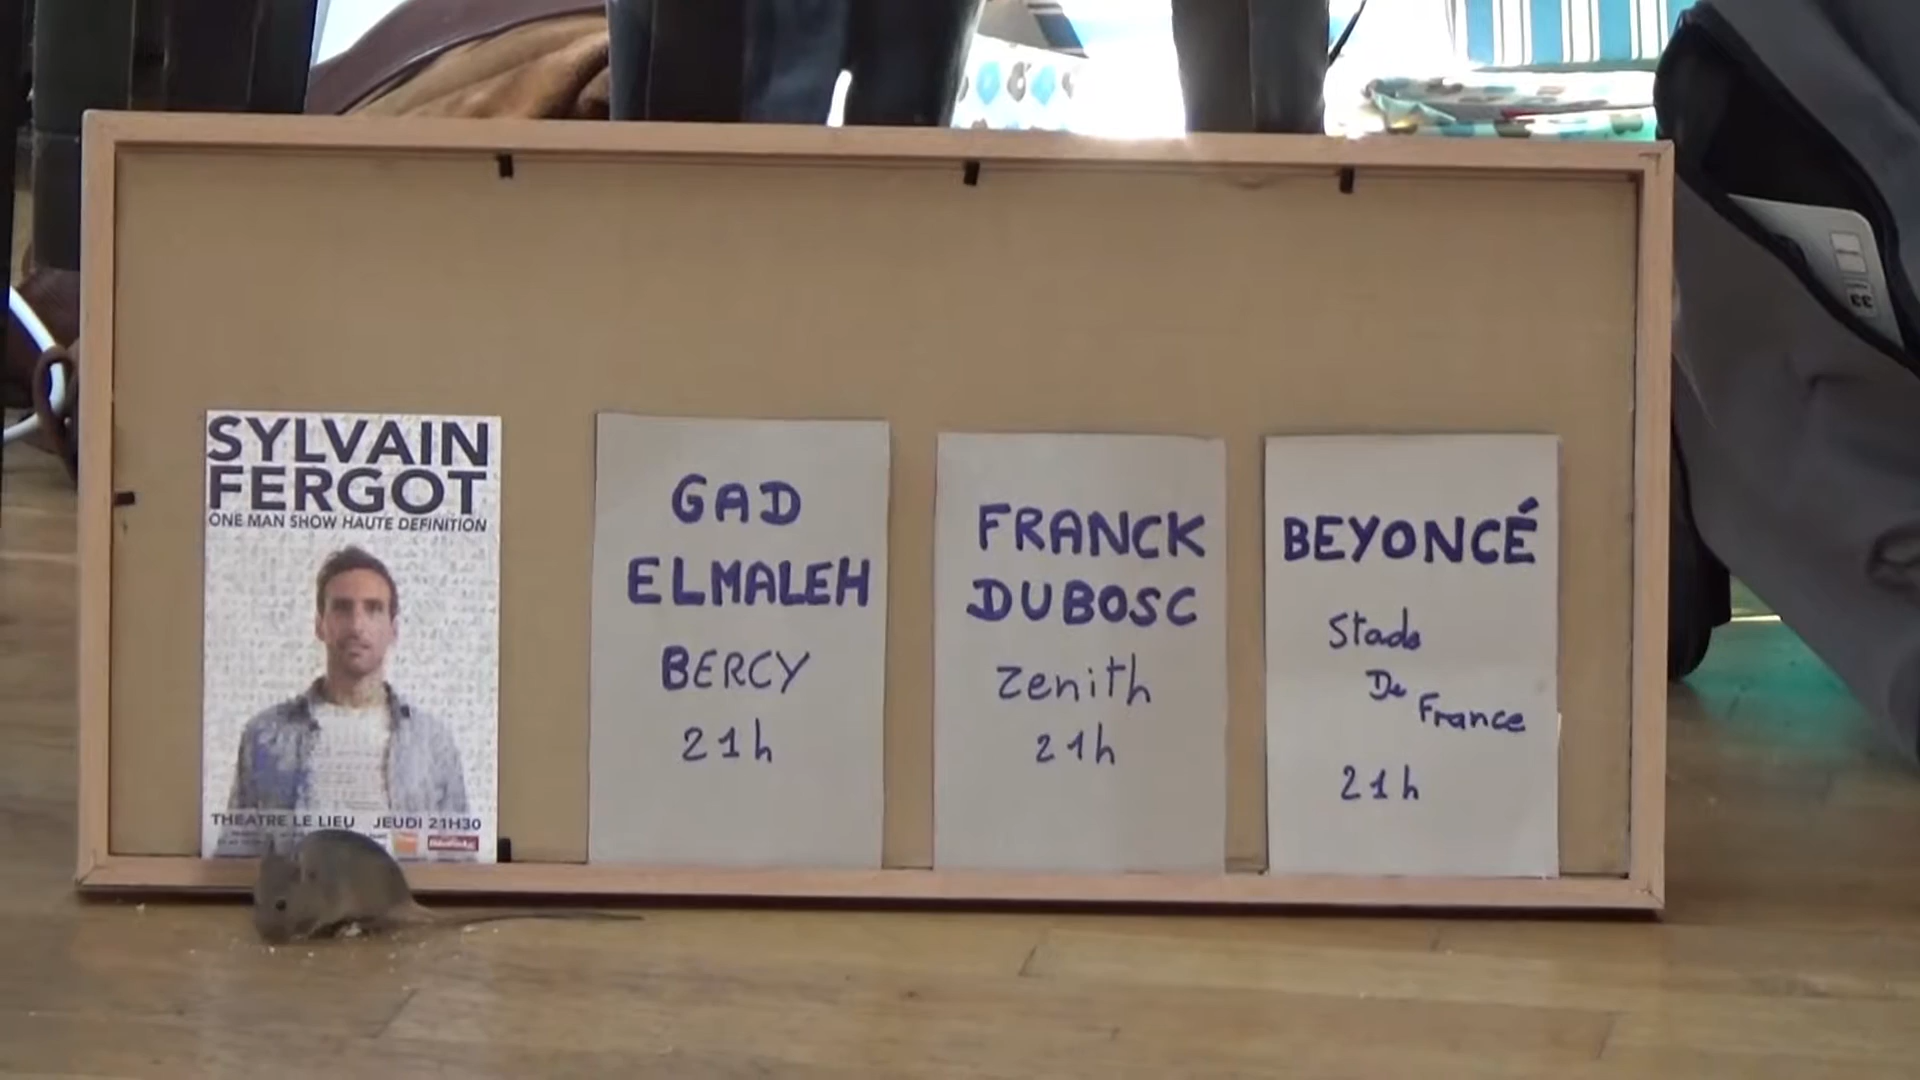 SYLVAIN
FERGOT
ONE MAN SHOW HAUTE DEFINITION
THEATRE LE LIEU JEUDI 21H30
GAD
ELMALEH
BERCY
21h
FRANCK
DUBOSC
Zenith
21h
BEYONCÉ
Stade
De
France
21h